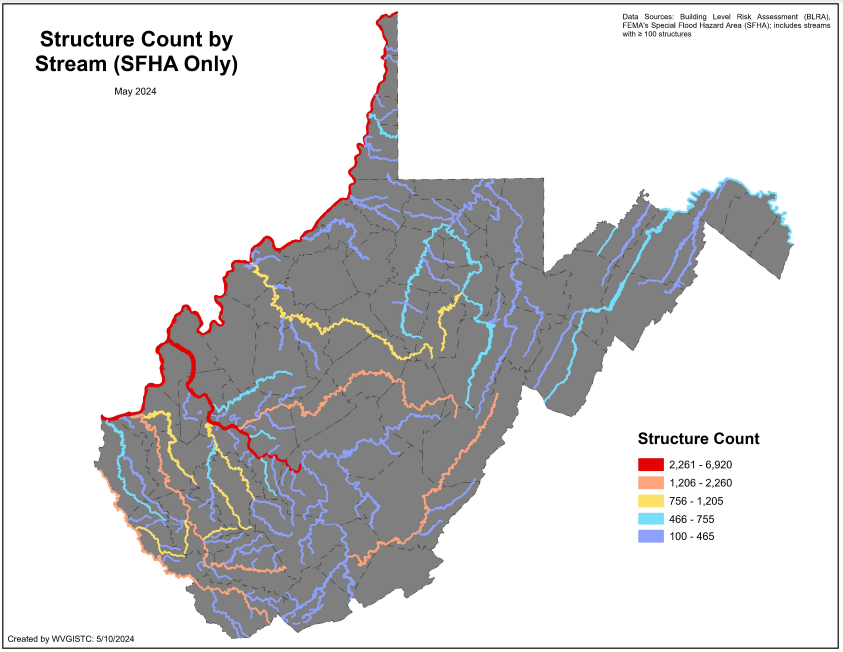 Structure Count by
Stream (SFHA Only)
May 2024
Data Sources: Building Level Risk Assessment (BLRA),
FEMA's Special Flood Hazard Area (SFHA); includes streams
with ≥ 100 structures
Structure Count
2,261 - 6,920
1,206 - 2,260
756 - 1,205
466 - 755
100 - 465
Created by WVGISTC: 5/10/2024